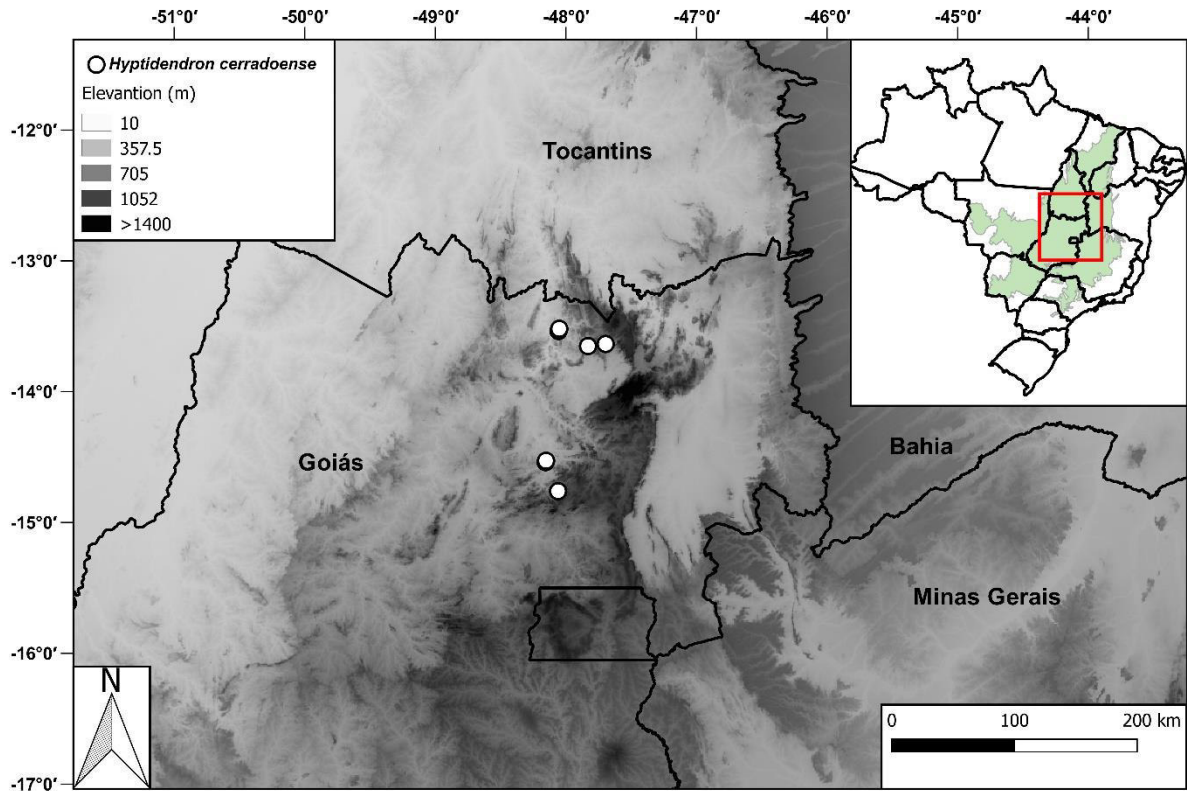 -51°0' -50°0' -49°0' -48°0' -47°0' -46°0' -45°0' -44°0'
Hyptidendron cerradoense
Elevantion (m)
10
357.5
705
1052
>1400
-12°0'
-13°0'
-14°0'
-15°0'
-16°0'
-17°0'
Tocantins
Goiás
Bahia
Minas Gerais
N
0 100 200 km